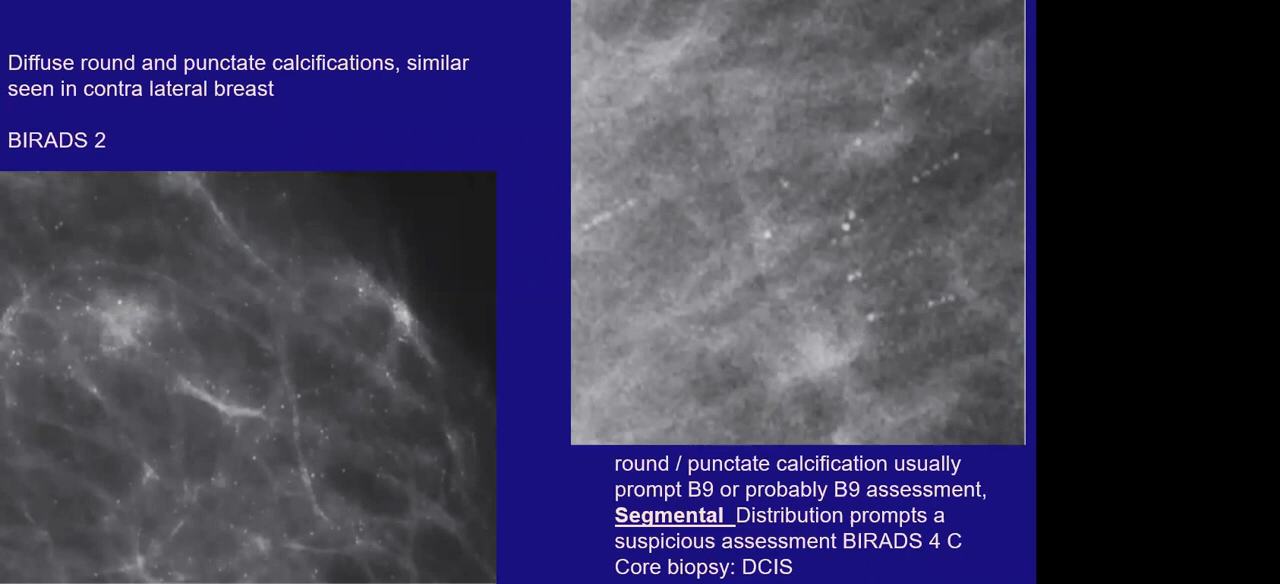 Diffuse round and punctate calcifications, similar
seen in contra lateral breast
BIRADS 2
round / punctate calcification usually
prompt B9 or probably B9 assessment,
Segmental Distribution prompts a
suspicious assessment BIRADS 4 C
Core biopsy: DCIS